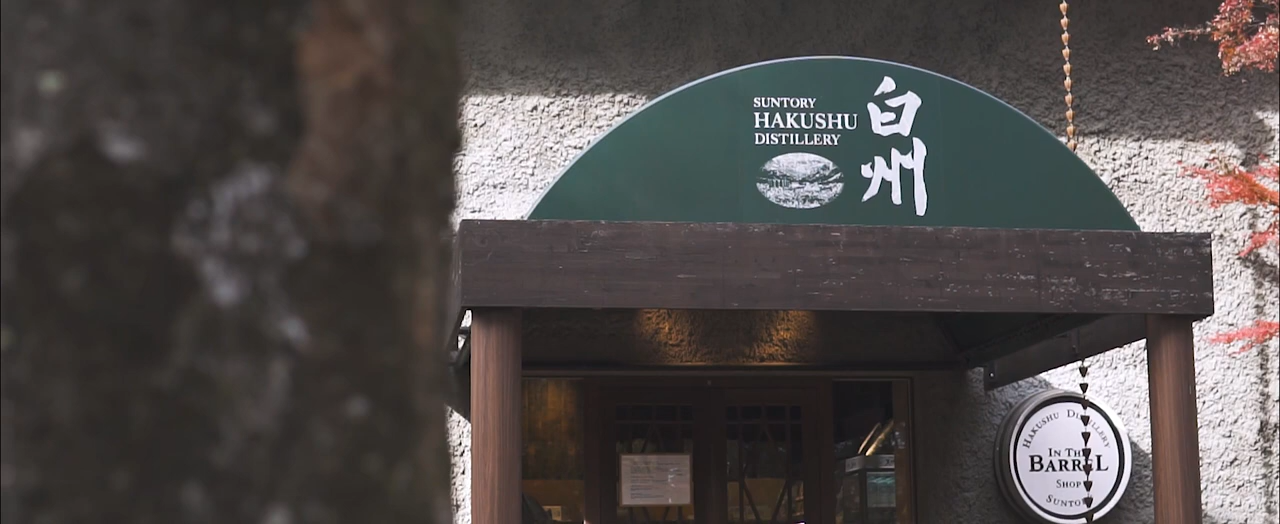 SUNTORY
HAKUSHU
DISTILLERY
白州
HAKUSHU DISTILLERY
IN THE
BARREL
SHOP
SUNTORY